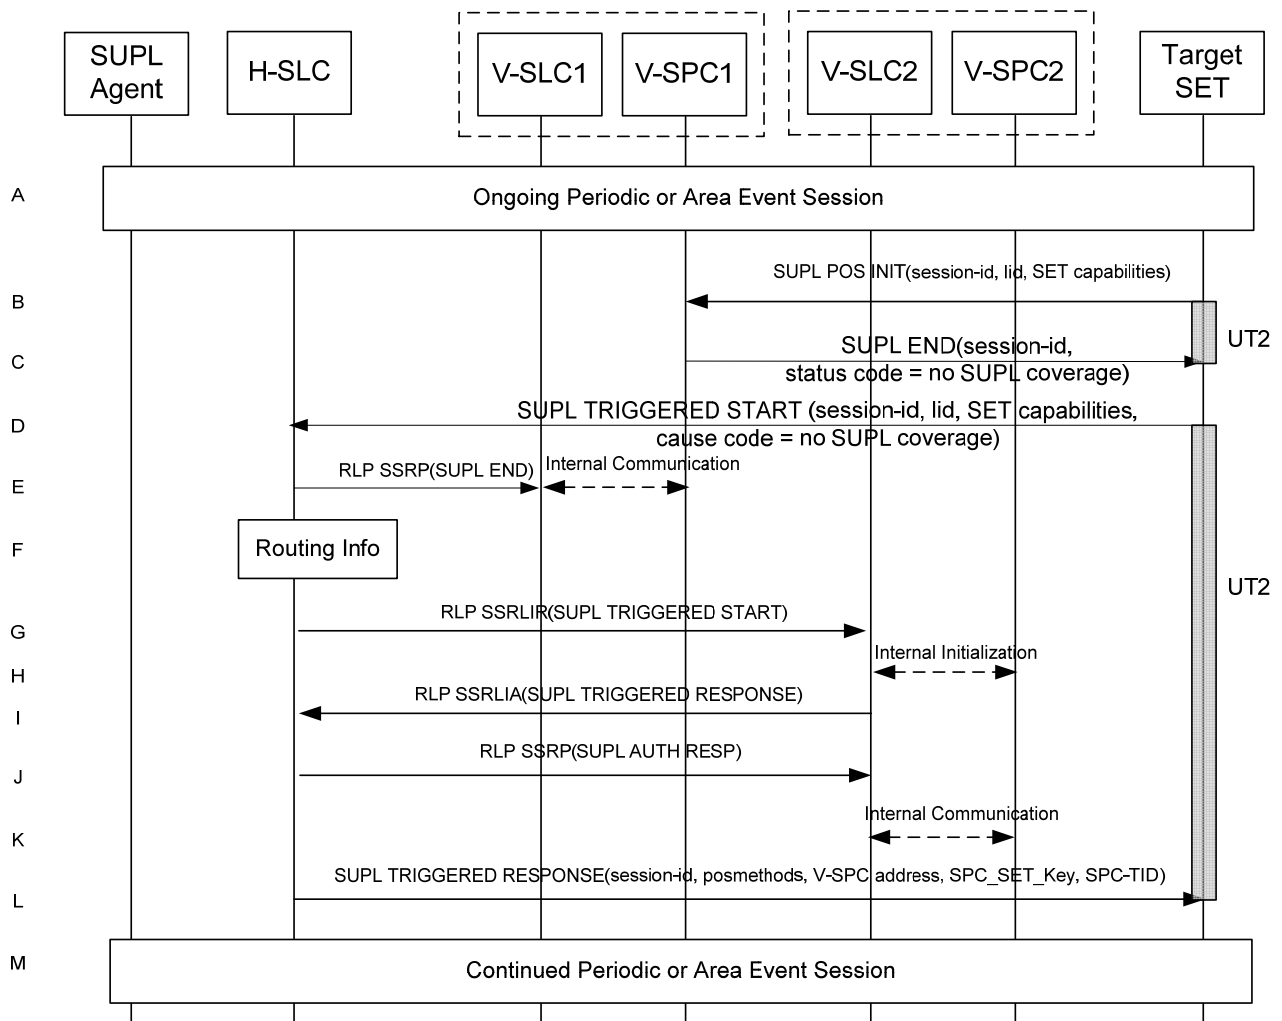 SUPL
Agent
H-SLC
V-SLC1
V-SPC1
V-SLC2
V-SPC2
Target
SET
A
Ongoing Periodic or Area Event Session
SUPL POS INIT(session-id, lid, SET capabilities)
B
UT2
C
SUPL END(session-id,
status code = no SUPL coverage)
D
SUPL TRIGGERED START (session-id, lid, SET capabilities,
cause code = no SUPL coverage)
E
RLP SSRP(SUPL END)
Internal Communication
F
Routing Info
UT2
RLP SSRLIR(SUPL TRIGGERED START)
G
Internal Initialization
H
RLP SSRLIA(SUPL TRIGGERED RESPONSE)
I
RLP SSRP(SUPL AUTH RESP)
J
Internal Communication
K
SUPL TRIGGERED RESPONSE(session-id, posmethods, V-SPC address, SPC_SET_Key, SPC-TID)
L
M
Continued Periodic or Area Event Session